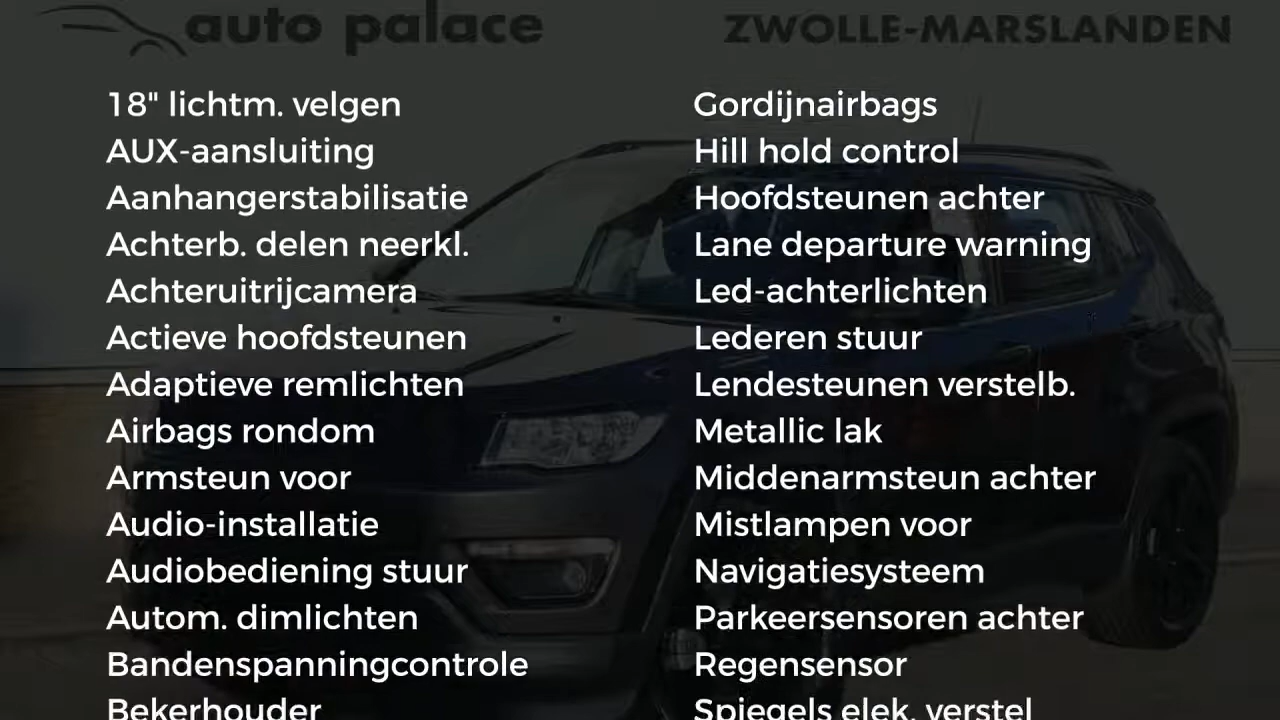 auto palace
ZWOLLE-MARSLANDEN
18" lichtm. velgen
AUX-aansluiting
Aanhangerstabilisatie
Achterb. delen neerkl.
Achteruitrijcamera
Actieve hoofdsteunen
Adaptieve remlichten
Airbags rondom
Armsteun voor
Audio-installatie
Audiobediening stuur
Autom. dimlichten
Bandenspanningcontrole
Bekerhouder
Gordijnairbags
Hill hold control
Hoofdsteunen achter
Lane departure warning
Led-achterlichten
Lederen stuur
Lendesteunen verstelb.
Metallic lak
Middenarmsteun achter
Mistlampen voor
Navigatiesysteem
Parkeersensoren achter
Regensensor
Spiegels elek. verstel